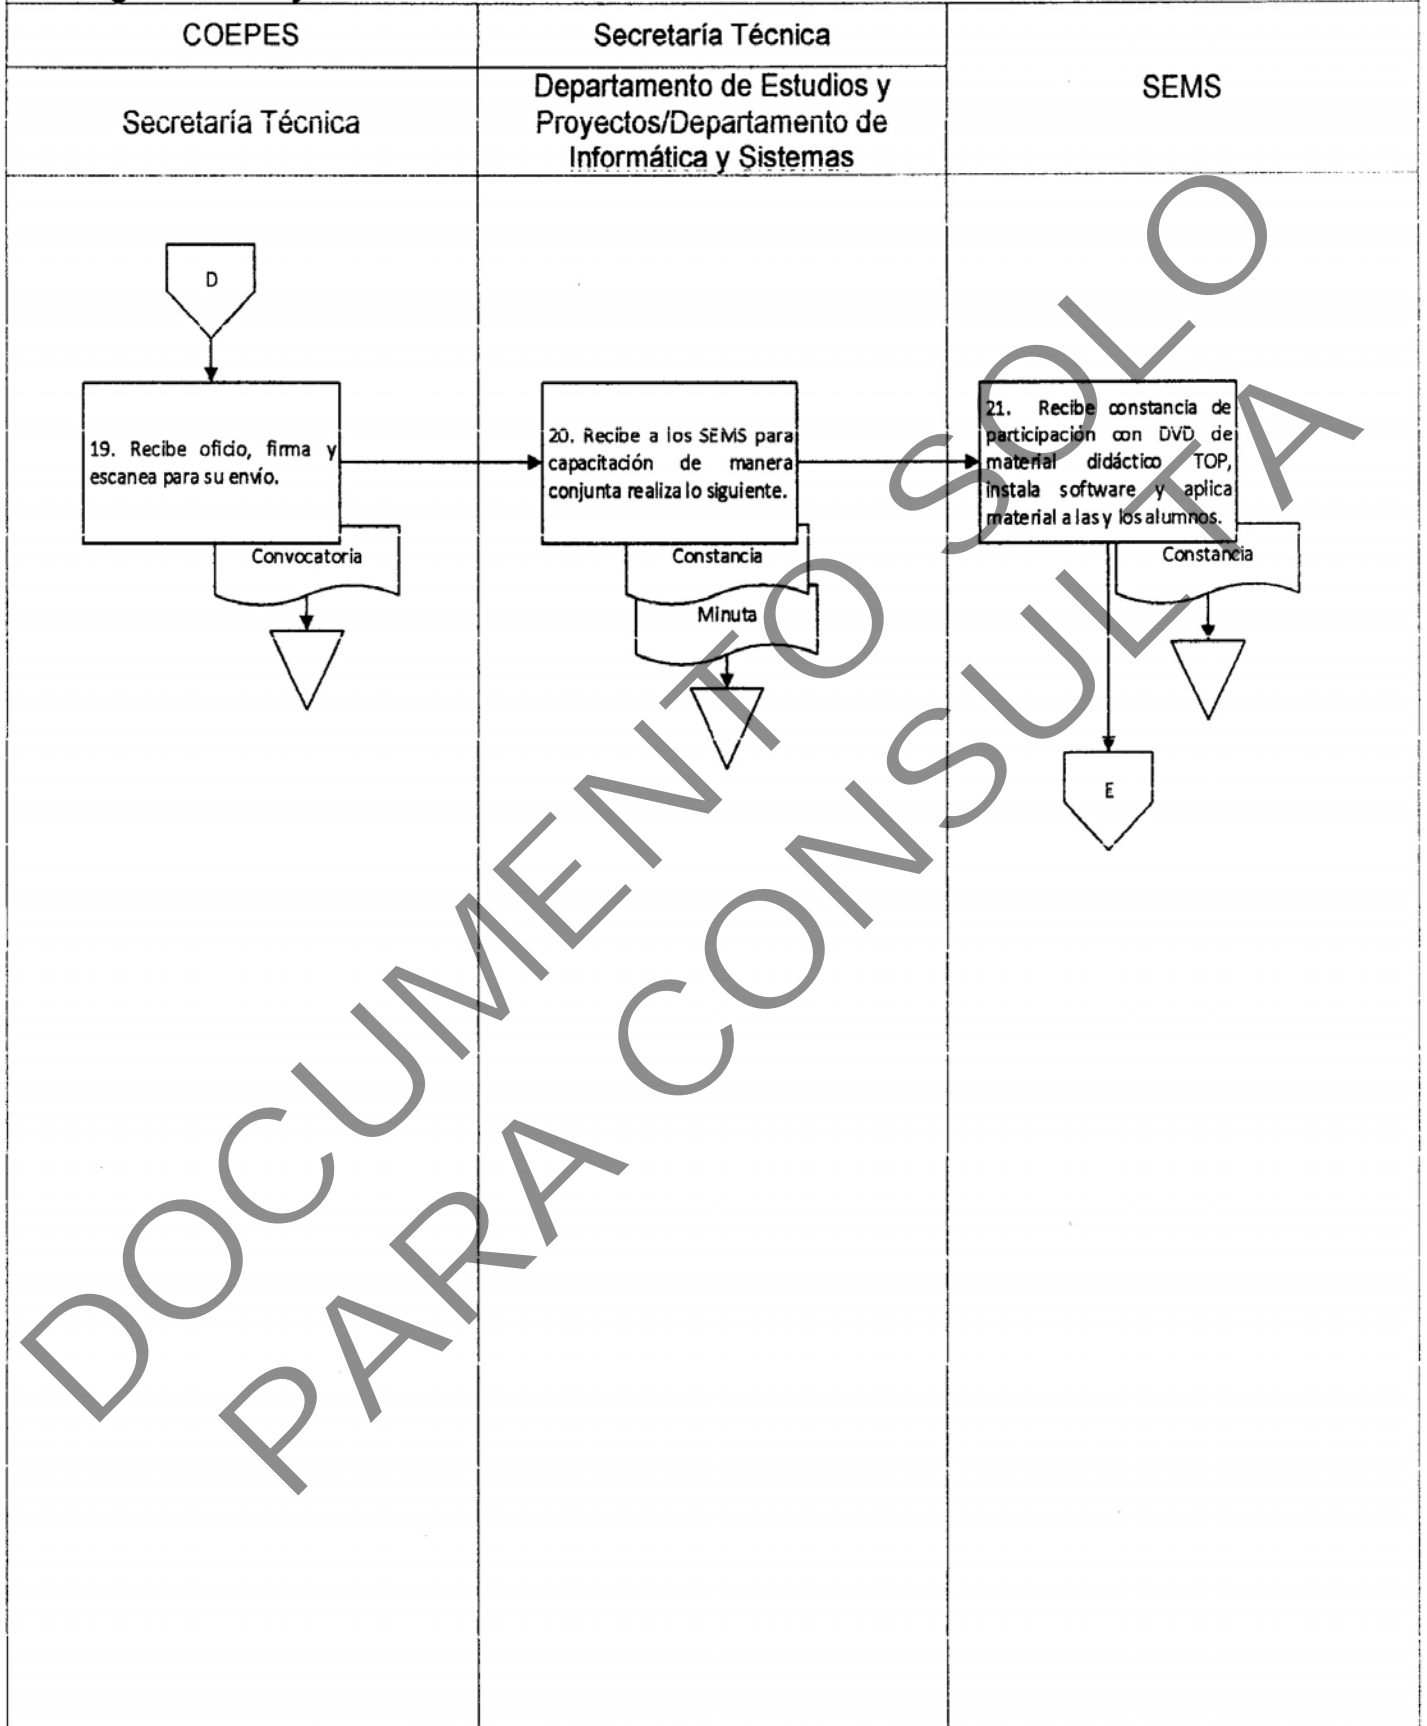 COEPES
Secretaría Técnica
Secretaría Técnica
Departamento de Estudios y
Proyectos/Departamento de
Informática y Sistemas
SEMS
D
19. Recibe oficio, firma y
escanea para su envío.
Convocatoria
20. Recibe a los SEMS para
capacitación de manera
conjunta realiza lo siguiente.
Constancia
Minuta
21. Recibe constancia de
participación con DVD de
material didáctico TOP,
instala software y aplica
material a las y los alumnos.
Constancia
E
DOCUMENTO SOLO
PARA CONSULTA